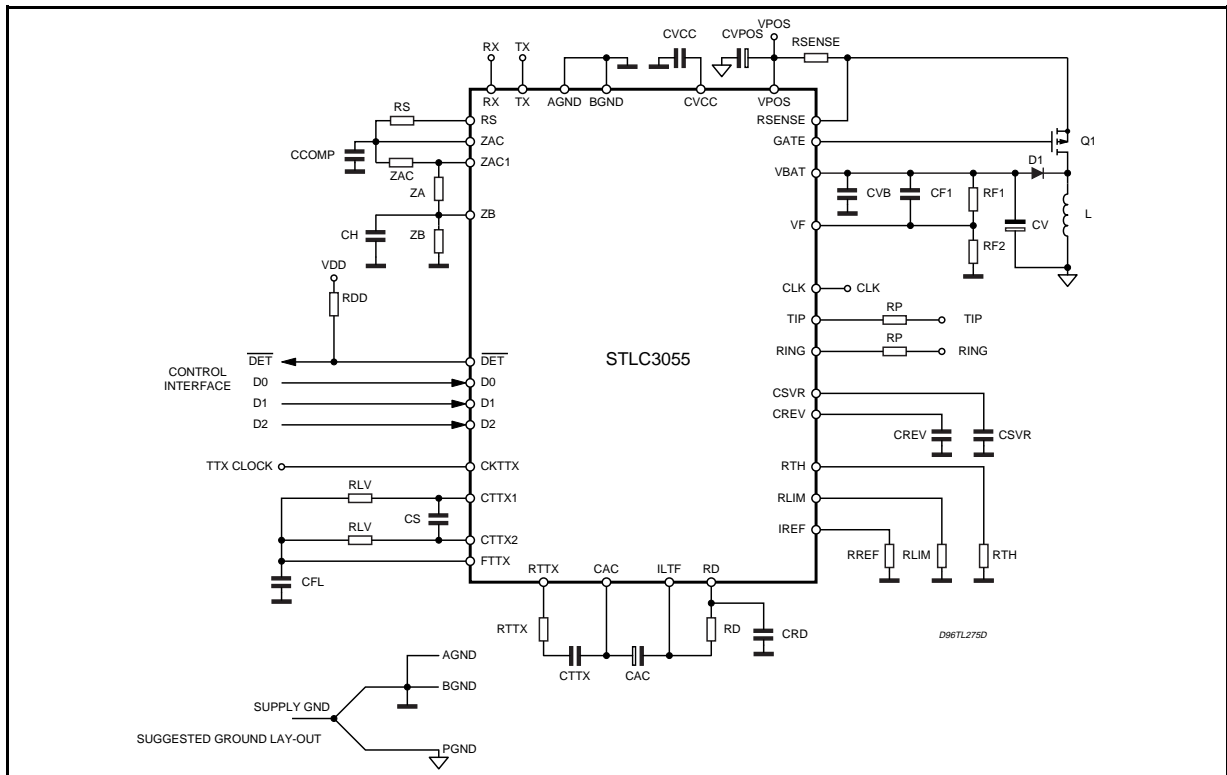 VPOS
RX TX CVCC CVPOS RSENSE
RX TX AGND BGND CVCC VPOS
RS RS RSENSE
ZAC GATE Q1
CCOMP ZAC1 D1
ZAC VBAT
ZA CVB CF1 RF1
ZB L
CH ZB VF CV
RF2
VDD
RDD CLK CLK
TIP RP TIP
STLC3055
DET DET RING RP RING
CONTROL INTERFACE
D0 D0
CSVR
D1 D1 CREV
D2 D2 CREV CSVR
TTX CLOCK CKTTX RTH
RLV CTTX1 RLIM
CS
RLV CTTX2 IREF
FTTX RREF RLIM RTH
CFL RTTX CAC ILTF RD
RTTX RD CRD
D96TL275D
CTTX CAC
AGND
BGND
SUPPLY GND
SUGGESTED GROUND LAY-OUT
PGND